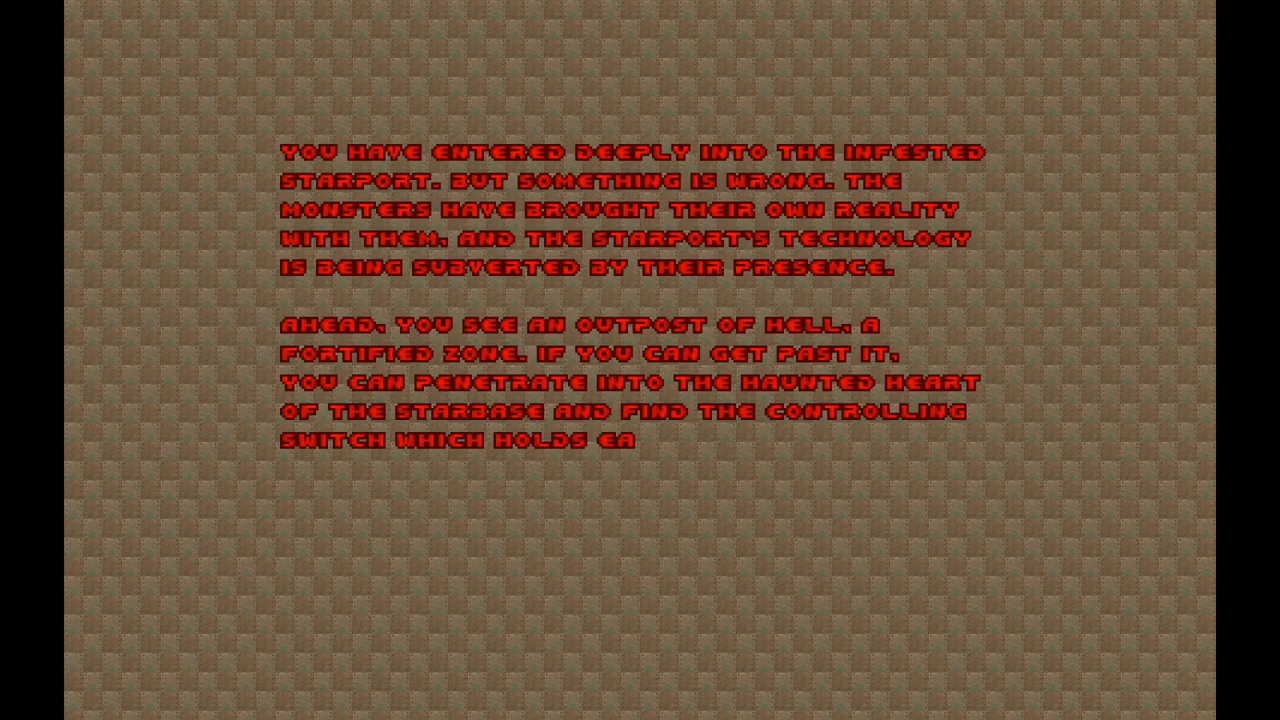 YOU HAVE ENTERED DEEPLY INTO THE INFESTED
STARPORT. BUT SOMETHING IS WRONG. THE
MONSTERS HAVE BROUGHT THEIR OWN REALITY
WITH THEM, AND THE STARPORT'S TECHNOLOGY
IS BEING SUBVERTED BY THEIR PRESENCE.
AHEAD, YOU SEE AN OUTPOST OF HELL, A
FORTIFIED ZONE. IF YOU CAN GET PAST IT,
YOU CAN PENETRATE INTO THE HAUNTED HEART
OF THE STARBASE AND FIND THE CONTROLLING
SWITCH WHICH HOLDS EA